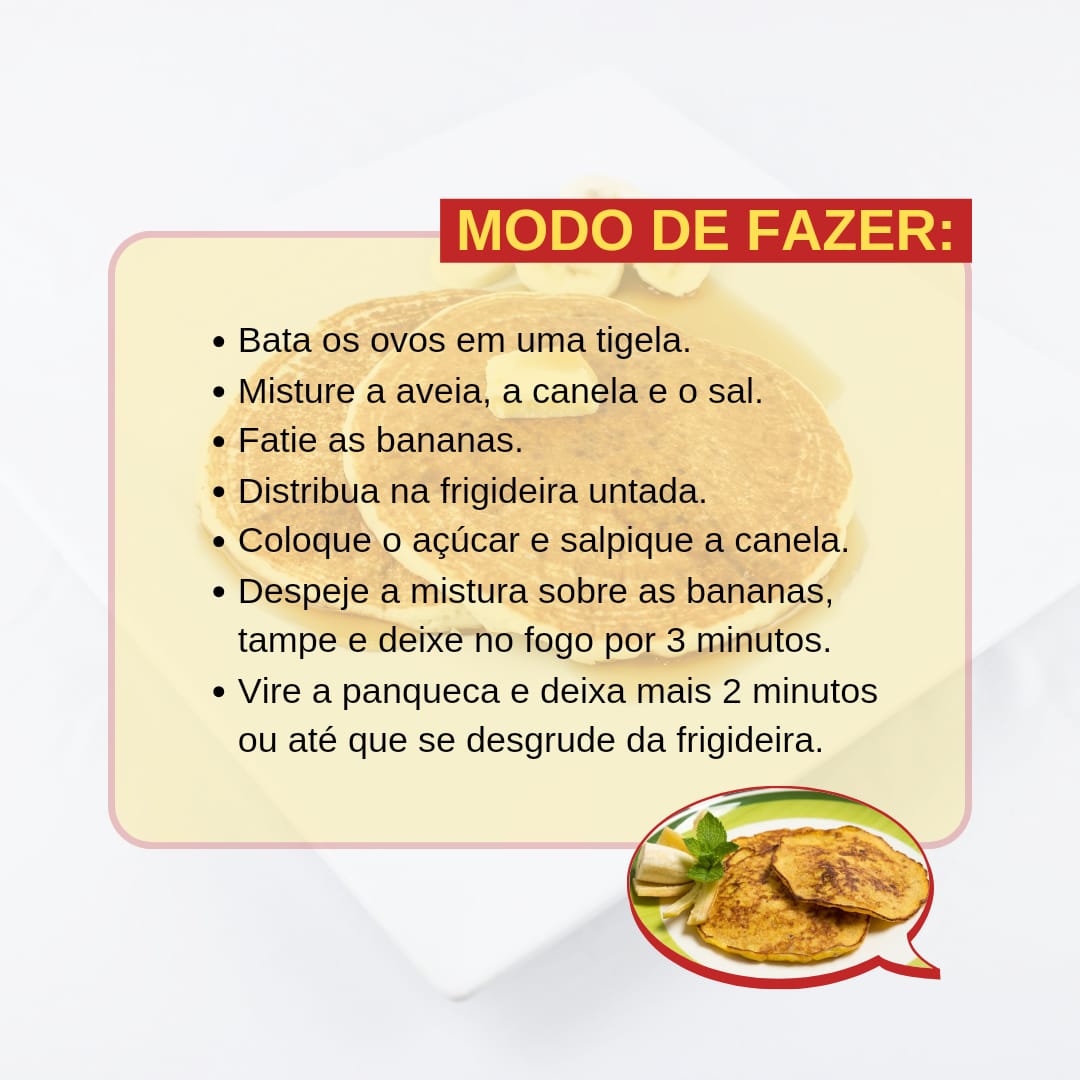 MODO DE FAZER:
• Bata os ovos em uma tigela.
• Misture a aveia, a canela e o sal.
• Fatie as bananas.
• Distribua na frigideira untada.
• Coloque o açúcar e salpique a canela.
• Despeje a mistura sobre as bananas,
tampe e deixe no fogo por 3 minutos.
• Vire a panqueca e deixa mais 2 minutos
ou até que se desgrude da frigideira.